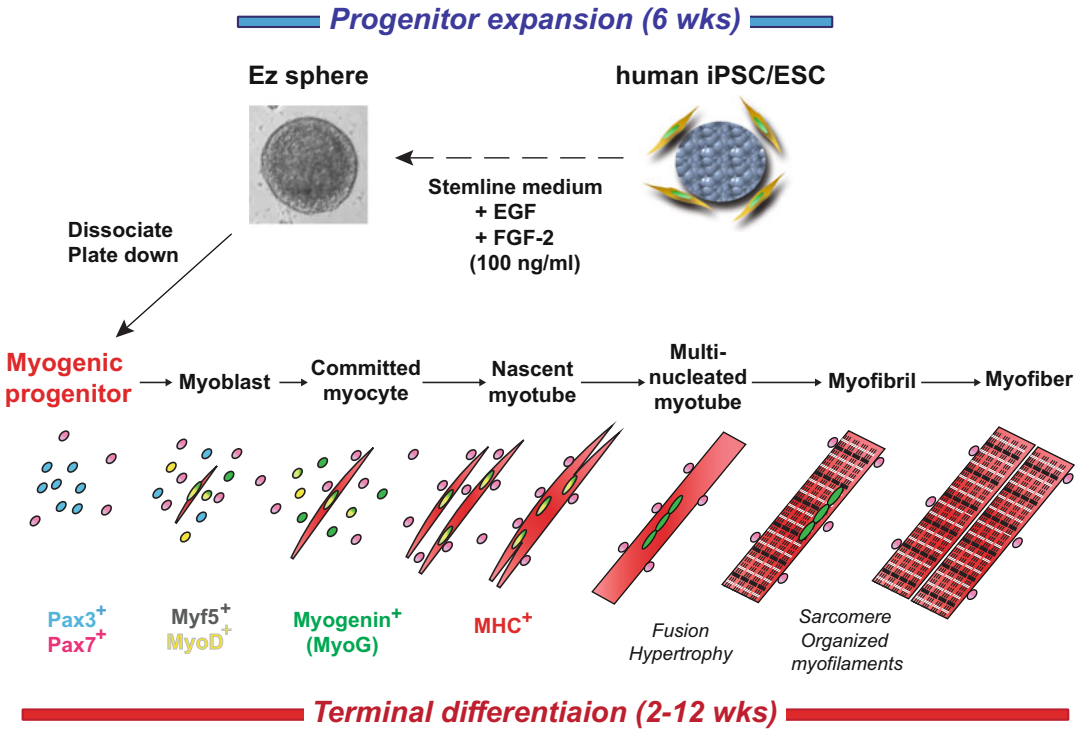 Progenitor expansion (6 wks)
Ez sphere
human iPSC/ESC
Stemline medium
+ EGF
+ FGF-2
(100 ng/ml)
Dissociate
Plate down
Myogenic
progenitor
Myoblast
Committed
myocyte
Nascent
myotube
Multi-
nucleated
myotube
Myofibril
Myofiber
Pax3+
Pax7+
Myf5+
MyoD+
Myogenin+
(MyoG)
MHC+
Fusion
Hypertrophy
Sarcomere
Organized
myofilaments
Terminal differentiaion (2-12 wks)